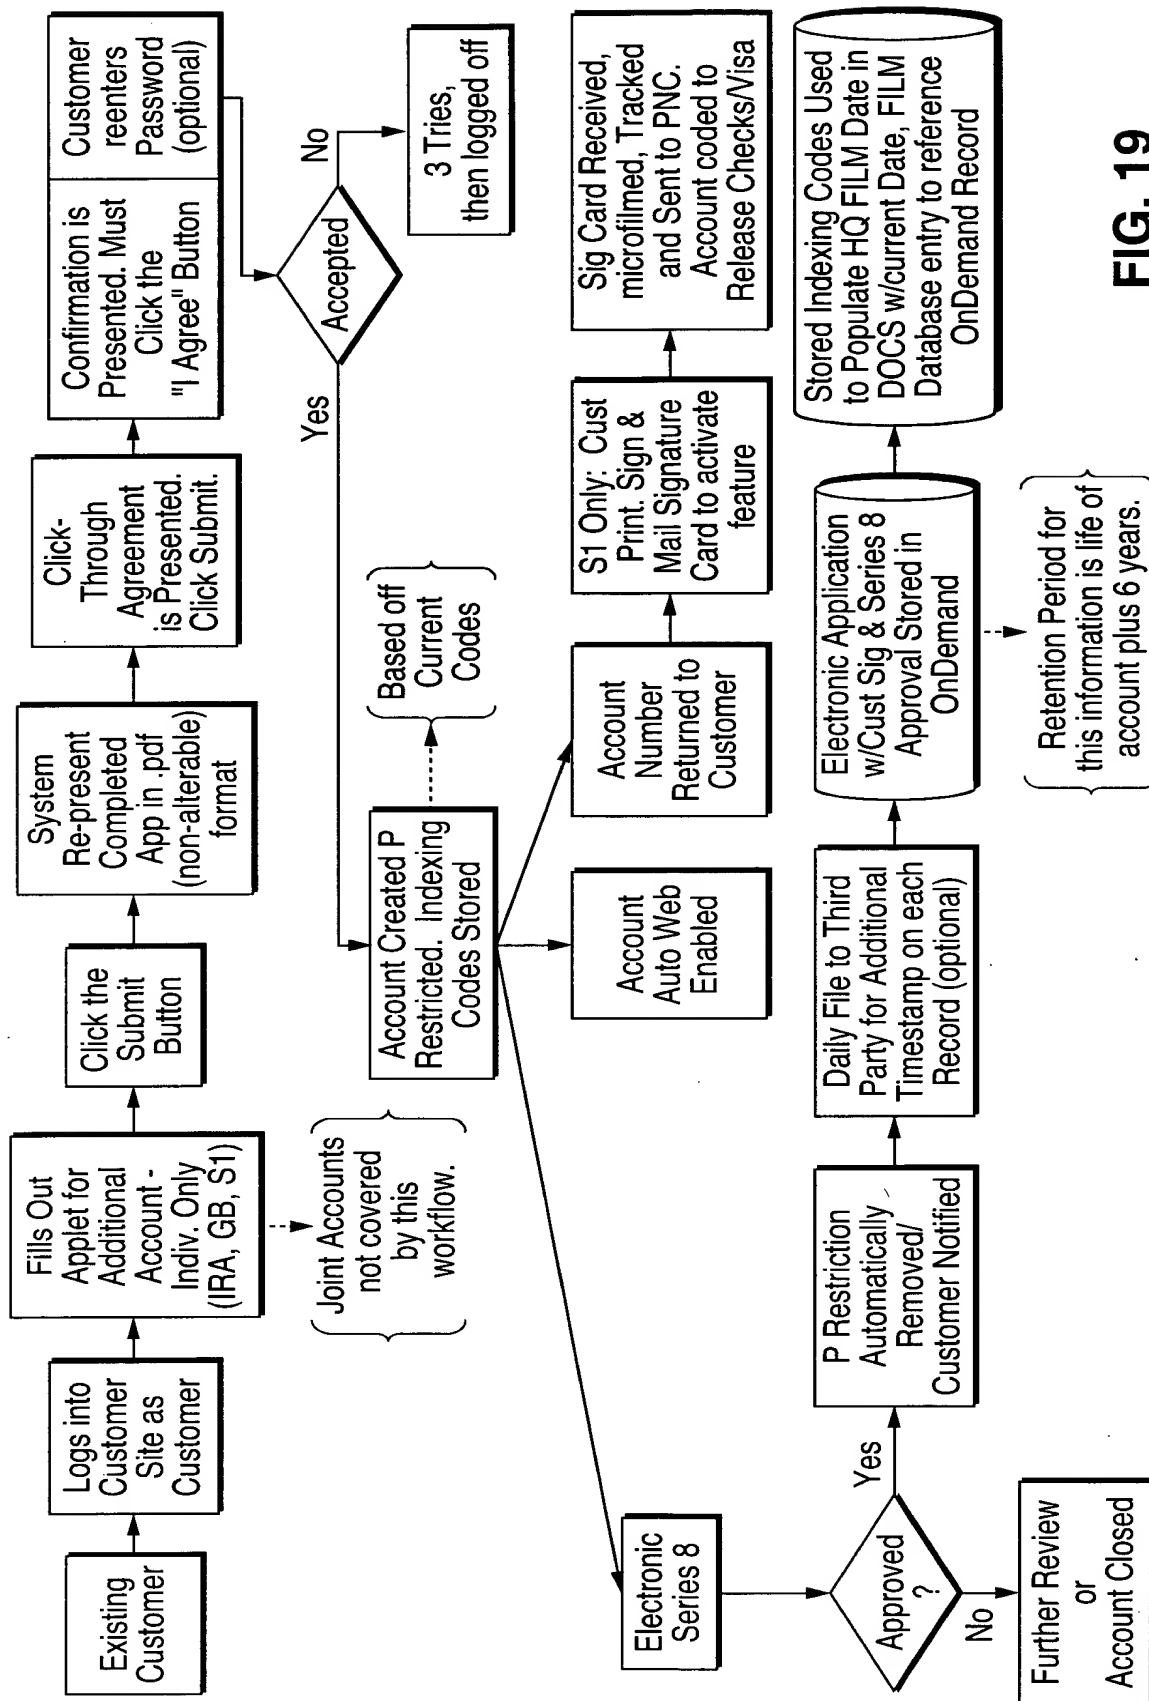 Existing
Customer
Logs into
Customer
Site as
Customer
Fills Out
Applet for
Additional
Account -
Indiv. Only
(IRA, GB, S1)
Joint Accounts
not covered
by this
workflow.
Click the
Submit
Button
System
Re-present
Completed
App in .pdf
(non-alterable)
format
Click-
Through
Agreement
is Presented.
Click Submit.
Confirmation is
Presented. Must
Click the
"I Agree" Button
Customer
reenters
Password
(optional)
Accepted
No
3 Tries,
then logged off
Yes
Account Created P
Restricted. Indexing
Codes Stored
Based off
Current
Codes
Account
Auto Web
Enabled
Account
Number
Returned to
Customer
S1 Only: Cust
Print. Sign &
Mail Signature
Card to activate
feature
Sig Card Received,
microfilmed, Tracked
and Sent to PNC.
Account coded to
Release Checks/Visa
Electronic
Series 8
Approved
?
Yes
No
Further Review
or
Account Closed
P Restriction
Automatically
Removed/
Customer Notified
Daily File to Third
Party for Additional
Timestamp on each
Record (optional)
Electronic Application
w/Cust Sig & Series 8
Approval Stored in
OnDemand
Retention Period for
this information is life of
account plus 6 years.
Stored Indexing Codes Used
to Populate HQ FILM Date in
DOCS w/current Date, FILM
Database entry to reference
OnDemand Record
FIG. 19